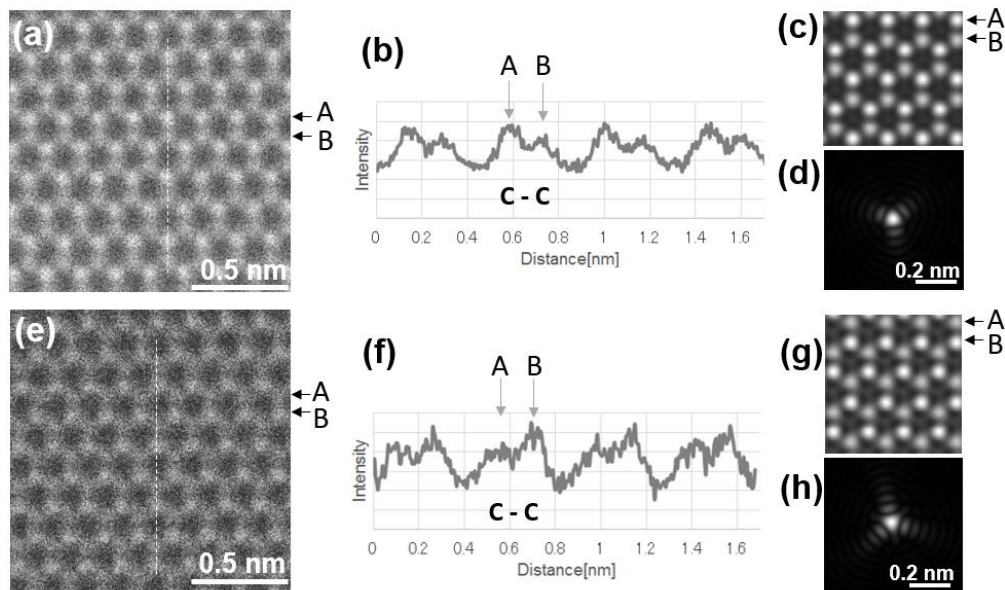 (a)
A
B
0.5 nm
(b)
A B
Intensity
C - C
0 0.2 0.4 0.6 0.8 1 1.2 1.4 1.6
Distance[nm]
(c)
A
B
(d)
0.2 nm
(e)
A
B
0.5 nm
(f)
A B
Intensity
C - C
0 0.2 0.4 0.6 0.8 1 1.2 1.4 1.6
Distance[nm]
(g)
A
B
(h)
0.2 nm